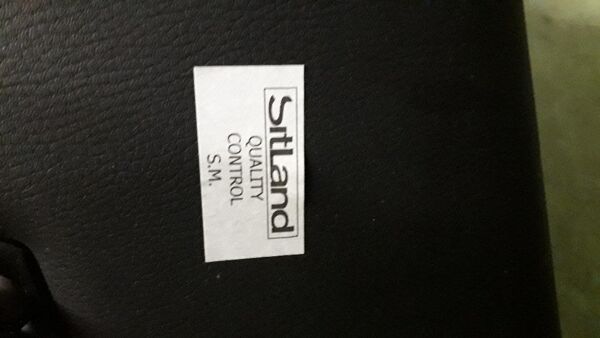 SitLand
QUALITY
CONTROL
S.M.